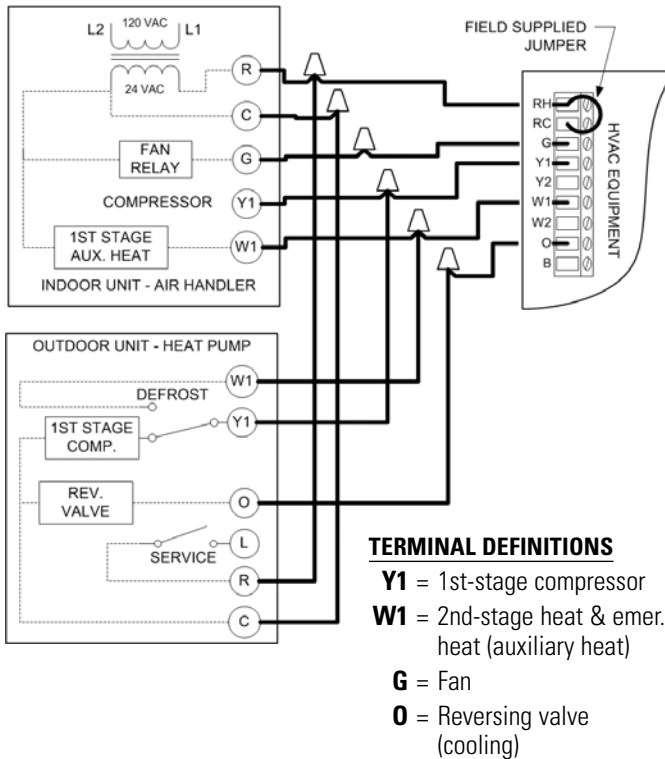 L2
120 VAC
L1
24 VAC
R
C
FAN
RELAY
G
COMPRESSOR
Y1
1ST STAGE
AUX. HEAT
W1
INDOOR UNIT - AIR HANDLER
FIELD SUPPLIED
JUMPER
RH
RC
G
Y1
Y2
W1
W2
O
B
HVAC EQUIPMENT
OUTDOOR UNIT - HEAT PUMP
W1
DEFROST
Y1
1ST STAGE
COMP.
REV.
VALVE
O
L
SERVICE
R
C
TERMINAL DEFINITIONS
Y1 = 1st-stage compressor
W1 = 2nd-stage heat & emer.
heat (auxiliary heat)
G = Fan
O = Reversing valve
(cooling)